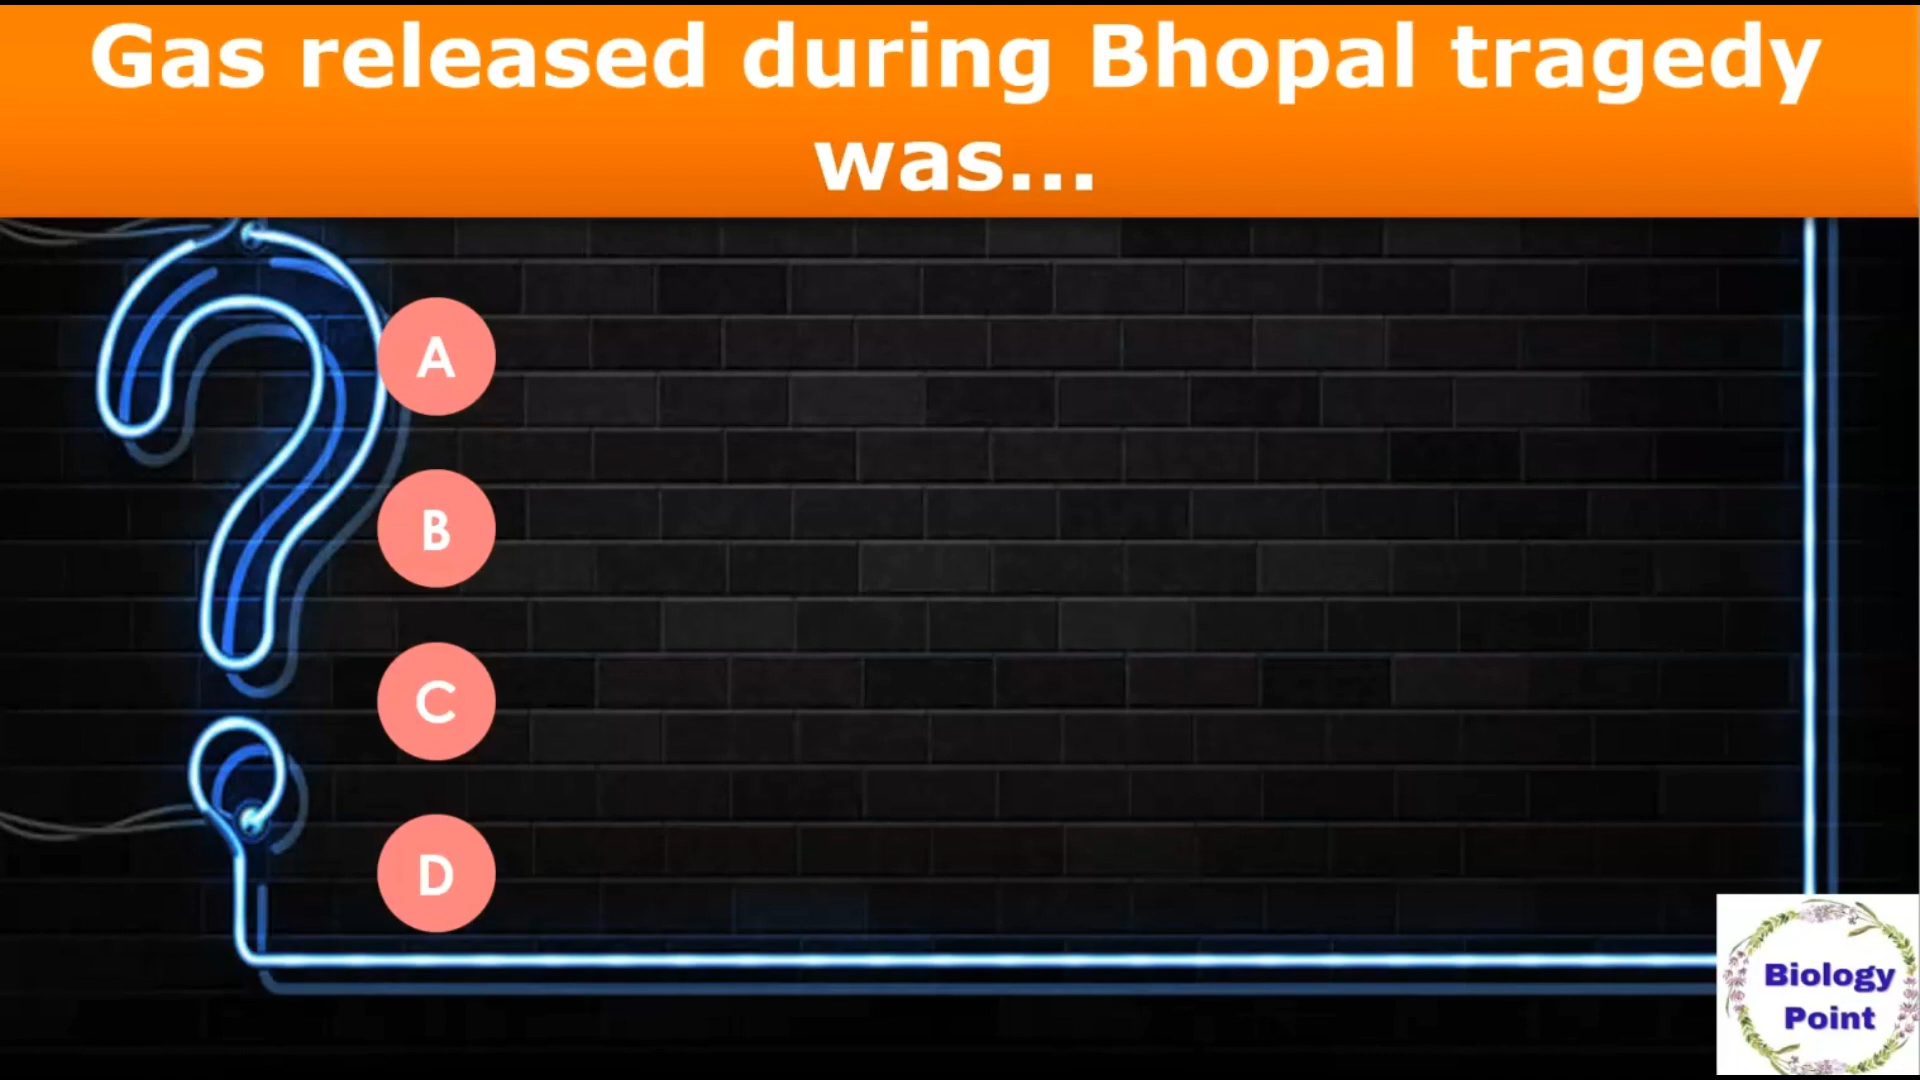 Gas released during Bhopal tragedy
was...
A
B
C
D
Biology
Point